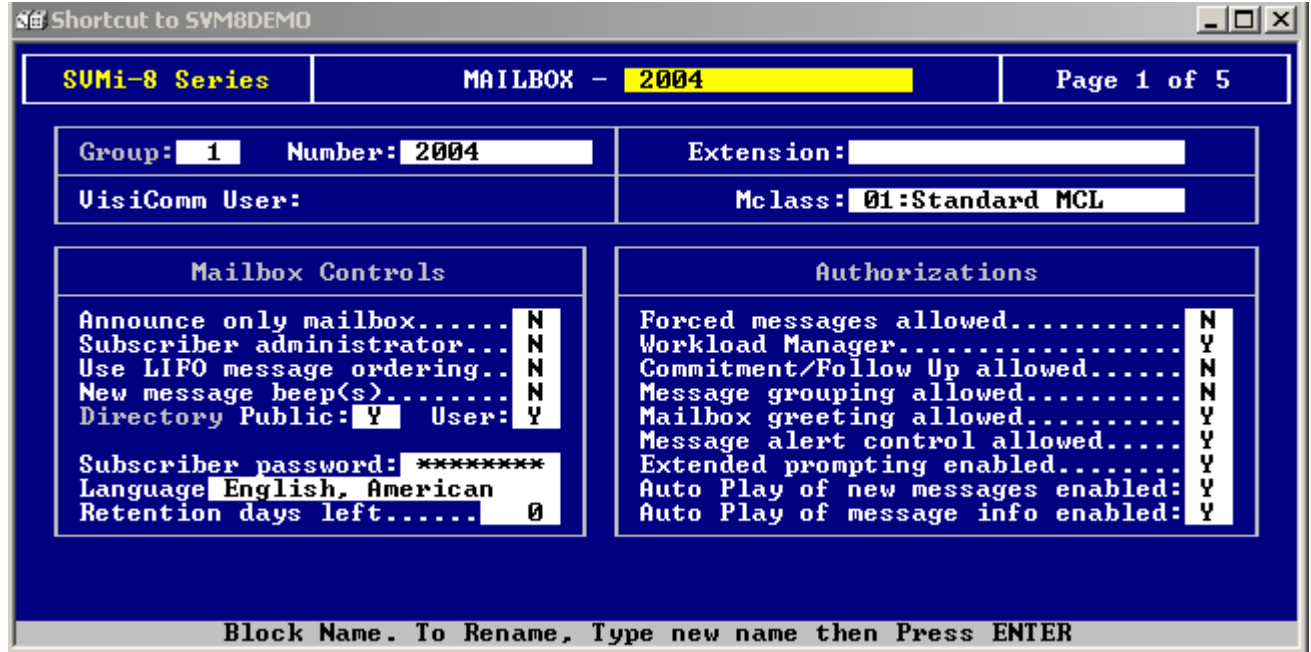 Shortcut to SVM8DEMO
SVMi-8 Series MAILBOX - 2004 Page 1 of 5
Group: 1 Number: 2004 Extension:
VisiComm User: Mclass: 01:Standard MCL
Mailbox Controls
Announce only mailbox...... N
Subscriber administrator... N
Use LIFO message ordering.. N
New message beep(s)........ N
Directory Public: Y User: Y
Subscriber password: ********
Language English, American
Retention days left...... 0
Authorizations
Forced messages allowed........... N
Workload Manager.................. Y
Commitment/Follow Up allowed...... N
Message grouping allowed.......... N
Mailbox greeting allowed.......... Y
Message alert control allowed..... Y
Extended prompting enabled........ Y
Auto Play of new messages enabled: Y
Auto Play of message info enabled: Y
Block Name. To Rename, Type new name then Press ENTER